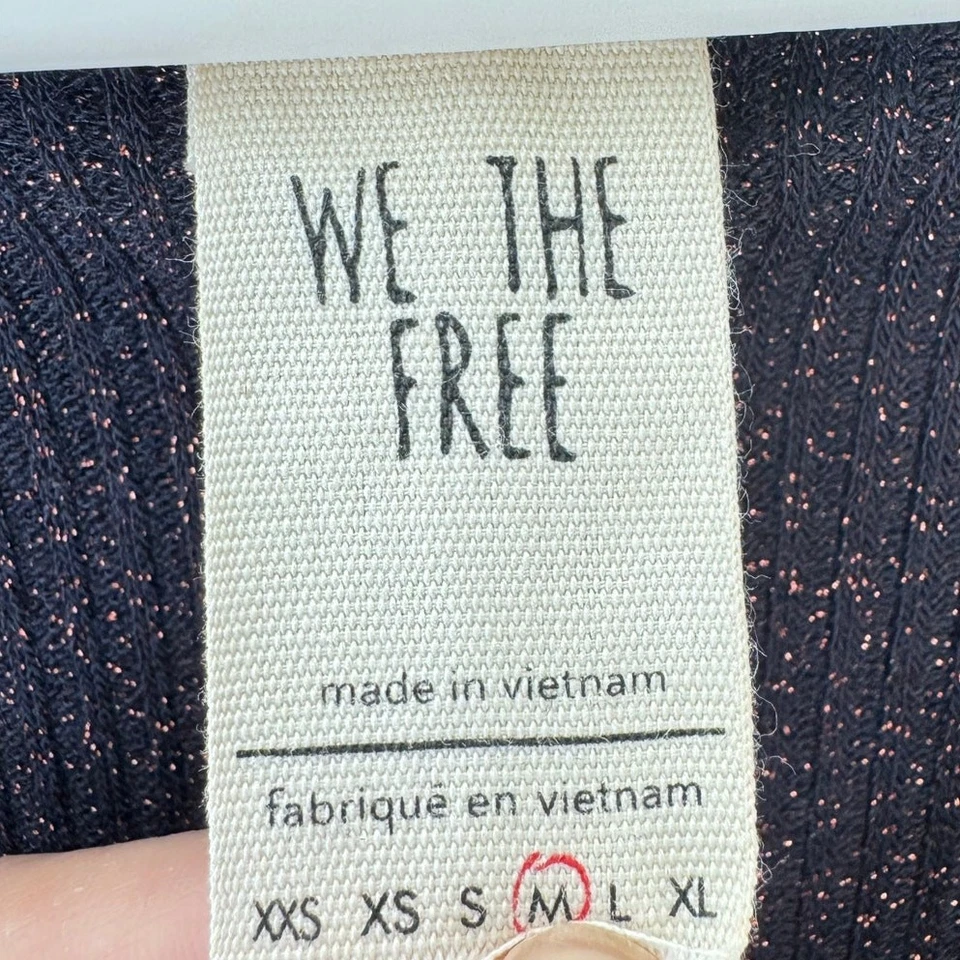 WE THE
FREE
made in vietnam
fabriqué en vietnam
XXS XS S M L XL